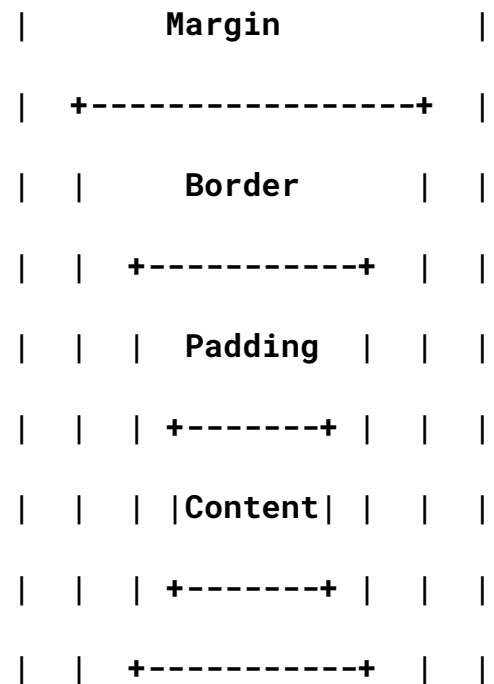 |       Margin          |
|  +-----------------+  |
|  |     Border      |  |
|  |  +-----------+  |  |
|  |  |  Padding  |  |  |
|  |  | +-------+ |  |  |
|  |  | |Content| |  |  |
|  |  | +-------+ |  |  |
|  |  +-----------+  |  |